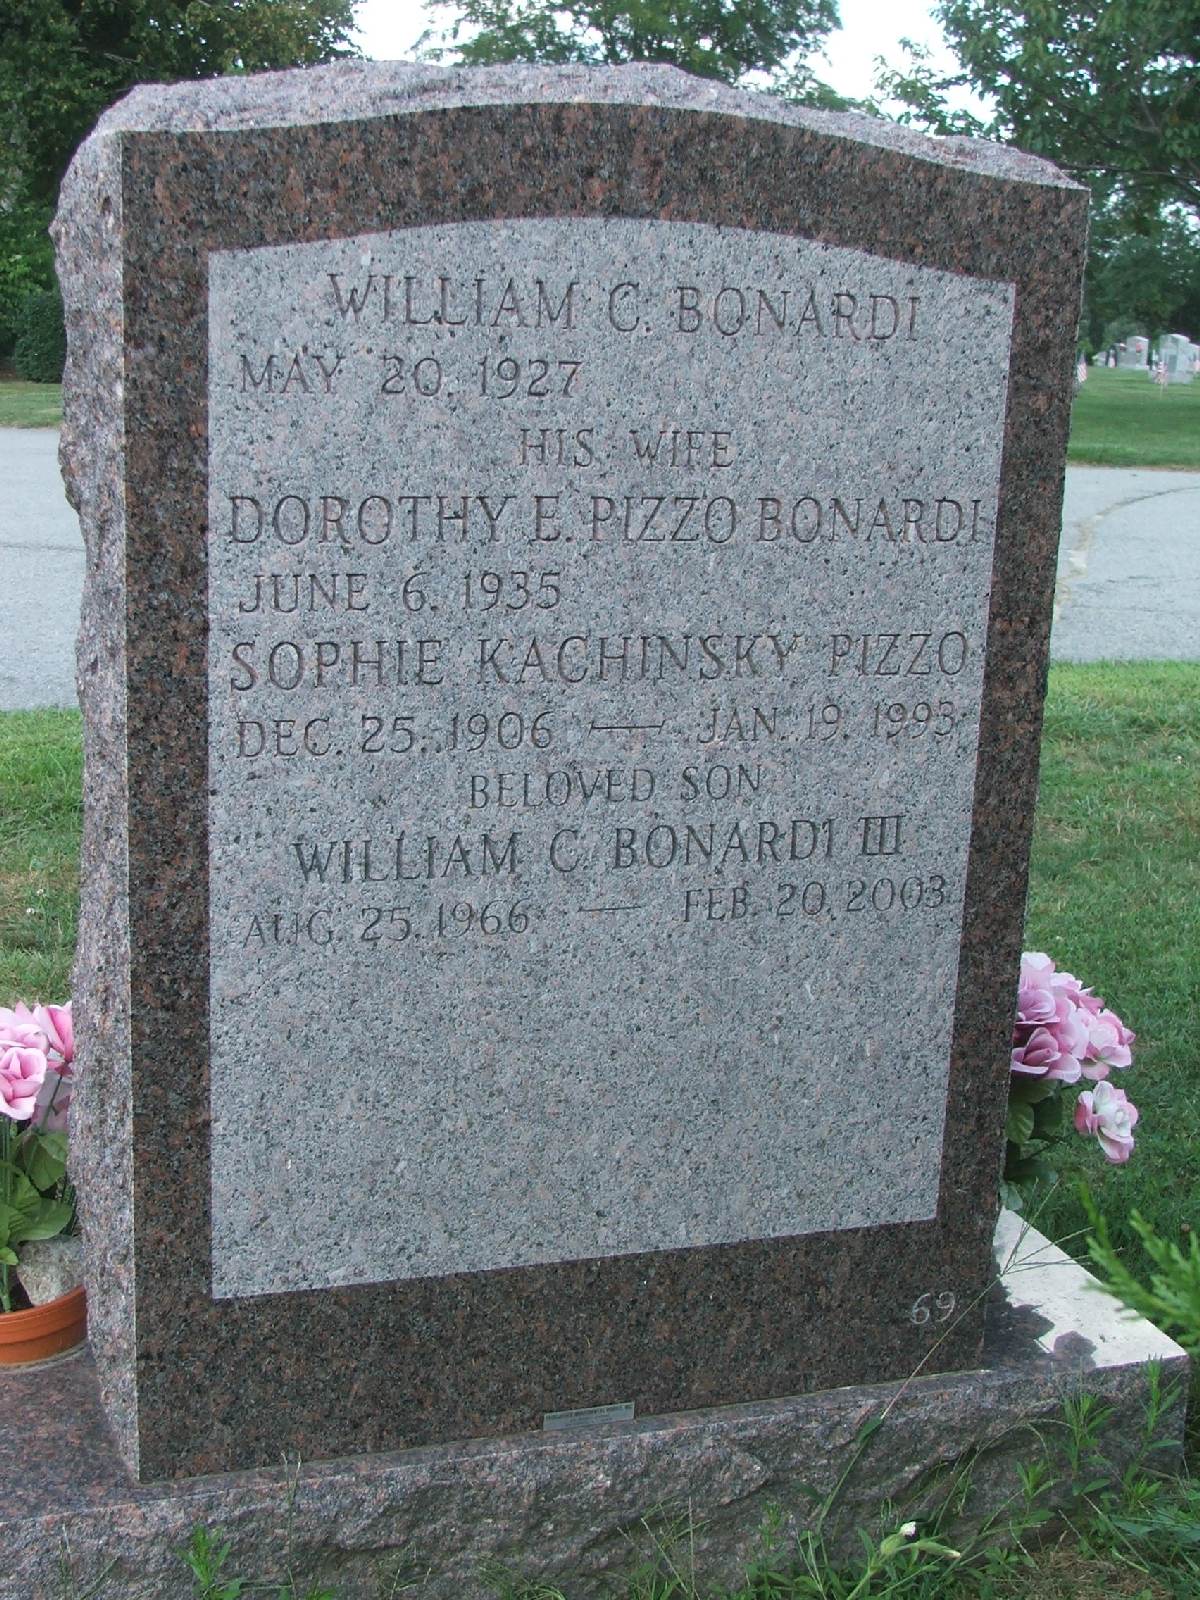 WILLIAM C. BONARDI
MAY 20, 1927
HIS WIFE
DOROTHY E. PIZZO BONARDI
JUNE 6, 1935
SOPHIE KACHINSKY PIZZO
DEC. 25, 1906 — JAN. 19, 1993
BELOVED SON
WILLIAM C. BONARDI III
AUG. 25, 1966 — FEB. 20, 2003
69